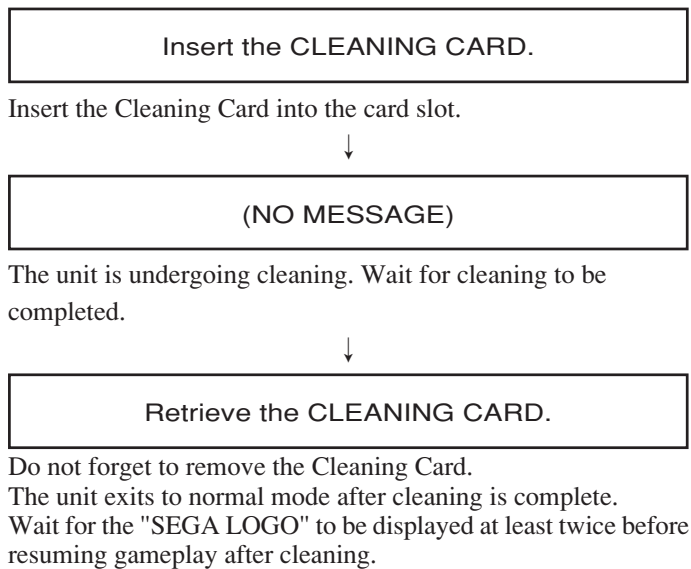 Insert the CLEANING CARD.
Insert the Cleaning Card into the card slot.
↓
(NO MESSAGE)
The unit is undergoing cleaning. Wait for cleaning to be
completed.
↓
Retrieve the CLEANING CARD.
Do not forget to remove the Cleaning Card.
The unit exits to normal mode after cleaning is complete.
Wait for the "SEGA LOGO" to be displayed at least twice before
resuming gameplay after cleaning.